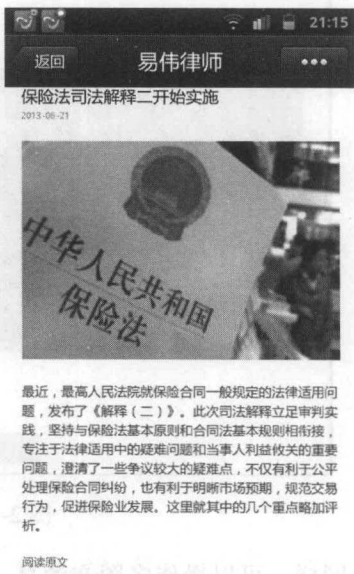 21:15
返回
易伟律师
保险法司法解释二开始实施
2013-06-21
中华人民共和国
保险法
最近，最高人民法院就保险合同一般规定的法律适用问
题，发布了《解释（二）》。此次司法解释立足审判实
践，坚持与保险法基本原则和合同法基本规则相衔接，
专注于法律适用中的疑难问题和当事人利益攸关的重要
问题，澄清了一些争议较大的疑难点，不仅有利于公平
处理保险合同纠纷，也有利于明晰市场预期，规范交易
行为，促进保险业发展。这里就其中的几个重点略加评
析。
阅读原文